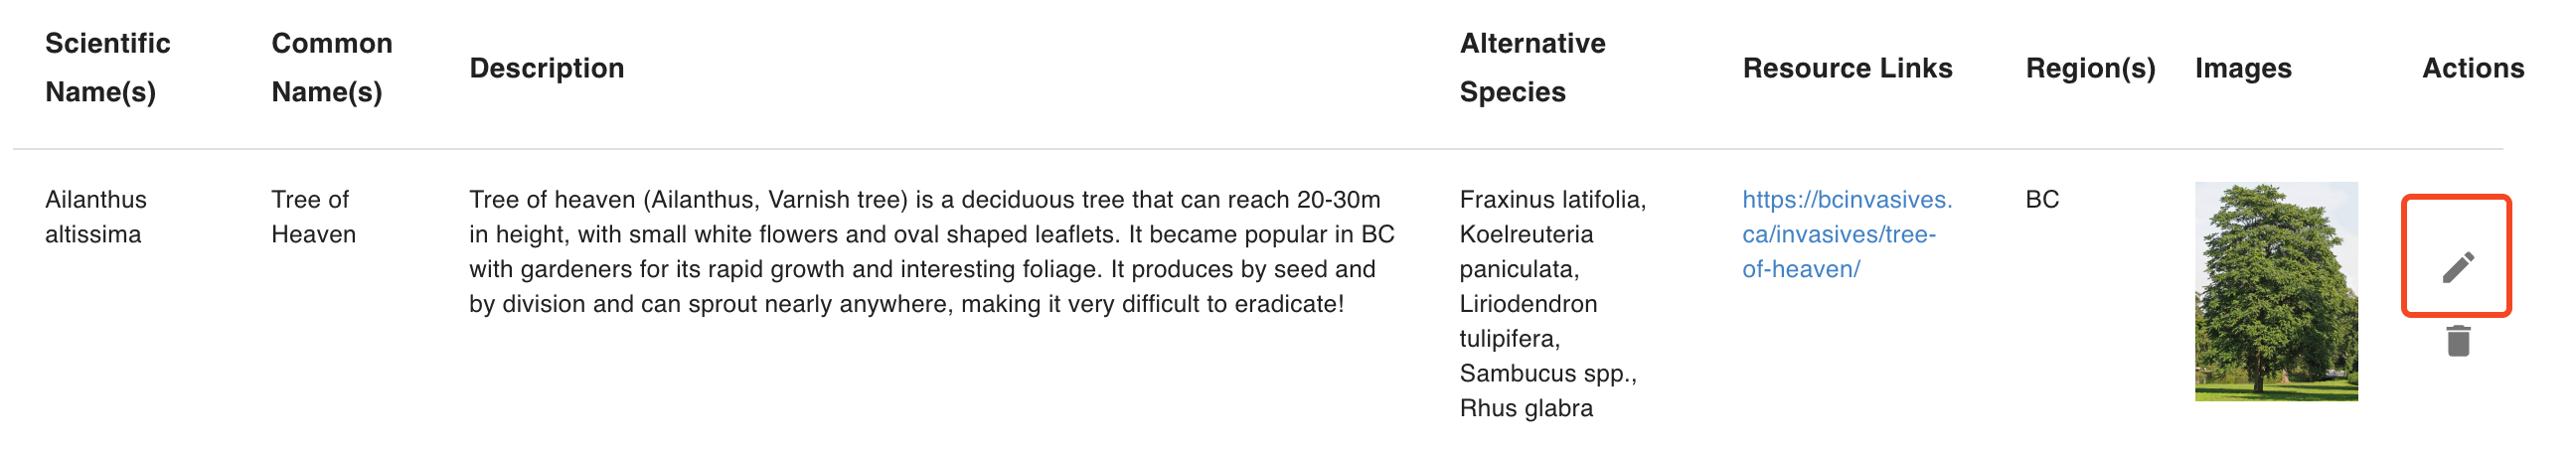 Scientific
Name(s)
Common
Name(s)
Description
Alternative
Species
Resource Links
Region(s)
Images
Actions
Ailanthus
altissima
Tree of
Heaven
Tree of heaven (Ailanthus, Varnish tree) is a deciduous tree that can reach 20-30m
in height, with small white flowers and oval shaped leaflets. It became popular in BC
with gardeners for its rapid growth and interesting foliage. It produces by seed and
by division and can sprout nearly anywhere, making it very difficult to eradicate!
Fraxinus latifolia,
Koelreuteria
paniculata,
Liriodendron
tulipifera,
Sambucus spp.,
Rhus glabra
https://bcinvasives.
ca/invasives/tree-
of-heaven/
BC